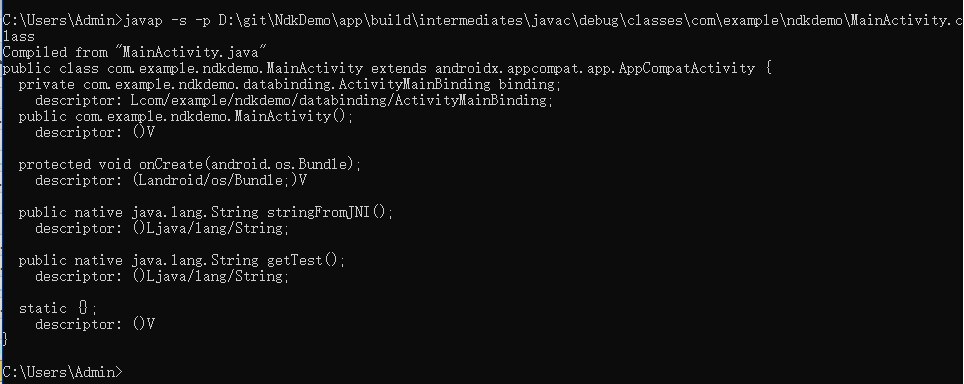 C:\Users\Admin>javap -s -p D:\git\NdkDemo\app\build\intermediates\javac\debug\classes\com\example\ndkdemo\MainActivity.c
lass
Compiled from "MainActivity.java"
public class com.example.ndkdemo.MainActivity extends androidx.appcompat.app.AppCompatActivity {
  private com.example.ndkdemo.databinding.ActivityMainBinding binding;
    descriptor: Lcom/example/ndkdemo/databinding/ActivityMainBinding;
  public com.example.ndkdemo.MainActivity();
    descriptor: ()V
  protected void onCreate(android.os.Bundle);
    descriptor: (Landroid/os/Bundle;)V
  public native java.lang.String stringFromJNI();
    descriptor: ()Ljava/lang/String;
  public native java.lang.String getTest();
    descriptor: ()Ljava/lang/String;
  static {};
    descriptor: ()V
}
C:\Users\Admin>